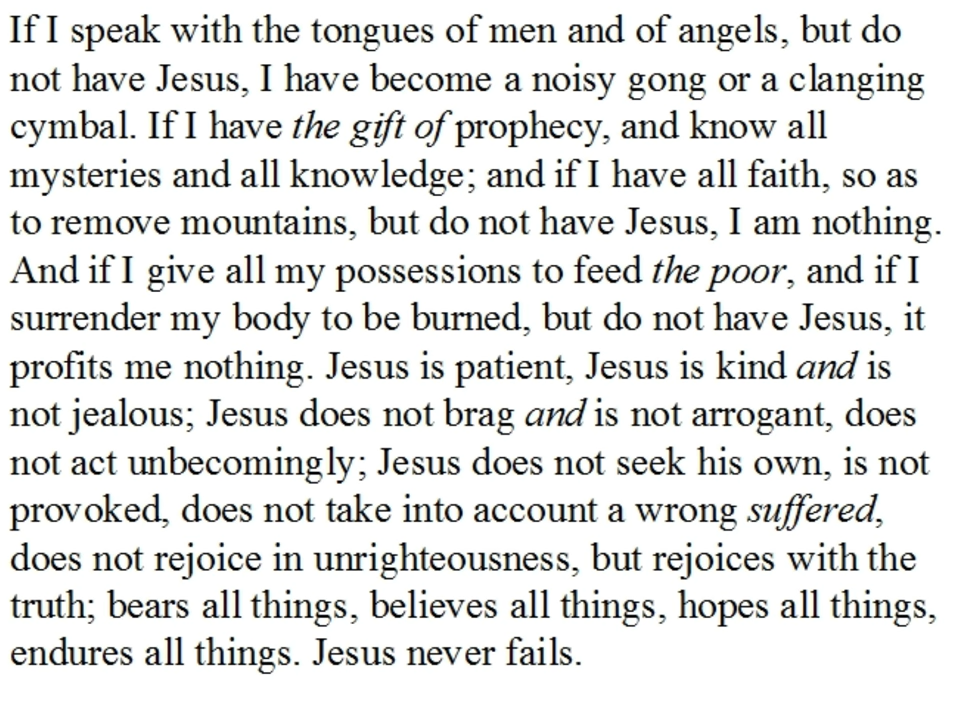 If I speak with the tongues of men and of angels, but do
not have Jesus, I have become a noisy gong or a clanging
cymbal. If I have the gift of prophecy, and know all
mysteries and all knowledge; and if I have all faith, so as
to remove mountains, but do not have Jesus, I am nothing.
And if I give all my possessions to feed the poor, and if I
surrender my body to be burned, but do not have Jesus, it
profits me nothing. Jesus is patient, Jesus is kind and is
not jealous; Jesus does not brag and is not arrogant, does
not act unbecomingly; Jesus does not seek his own, is not
provoked, does not take into account a wrong suffered,
does not rejoice in unrighteousness, but rejoices with the
truth; bears all things, believes all things, hopes all things,
endures all things. Jesus never fails.